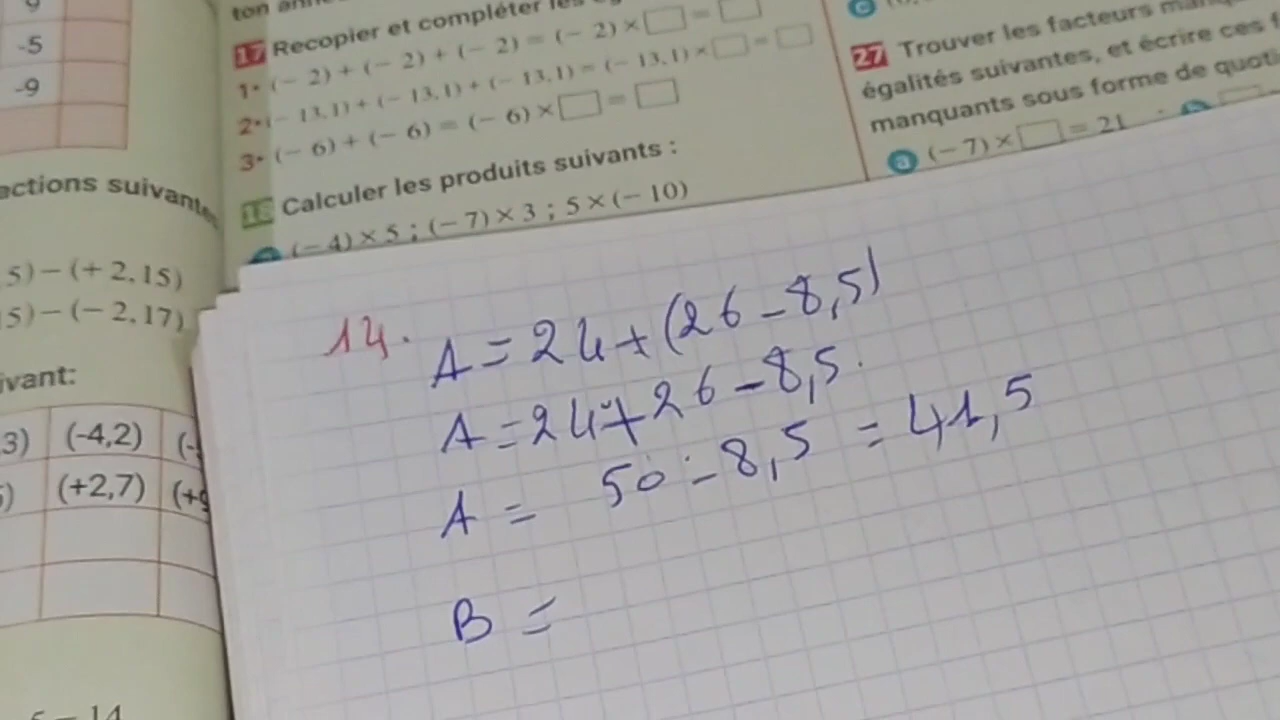 ton
-5
-9
actions suivante
5) − (+ 2,15)
15) − (− 2,17)
ivant:
3) (-4,2)
(+2,7)
17 Recopier et compléter les
1• (− 2) + (− 2) + (− 2) = (− 2) × □ = □
2• (− 13,1) + (− 13,1) + (− 13,1) = (− 13,1) × □ = □
3• (− 6) + (− 6) = (− 6) × □ = □
18 Calculer les produits suivants :
(− 4) × 5 ; (− 7) × 3 ; 5 × (− 10)
27 Trouver les facteurs
égalités suivantes, et écrire ces
manquants sous forme de quoti
a (− 7) × □ = 21
14. A = 24 + (26 - 8,5)
A = 24 + 26 - 8,5.
A = 50 - 8,5 = 41,5
B =